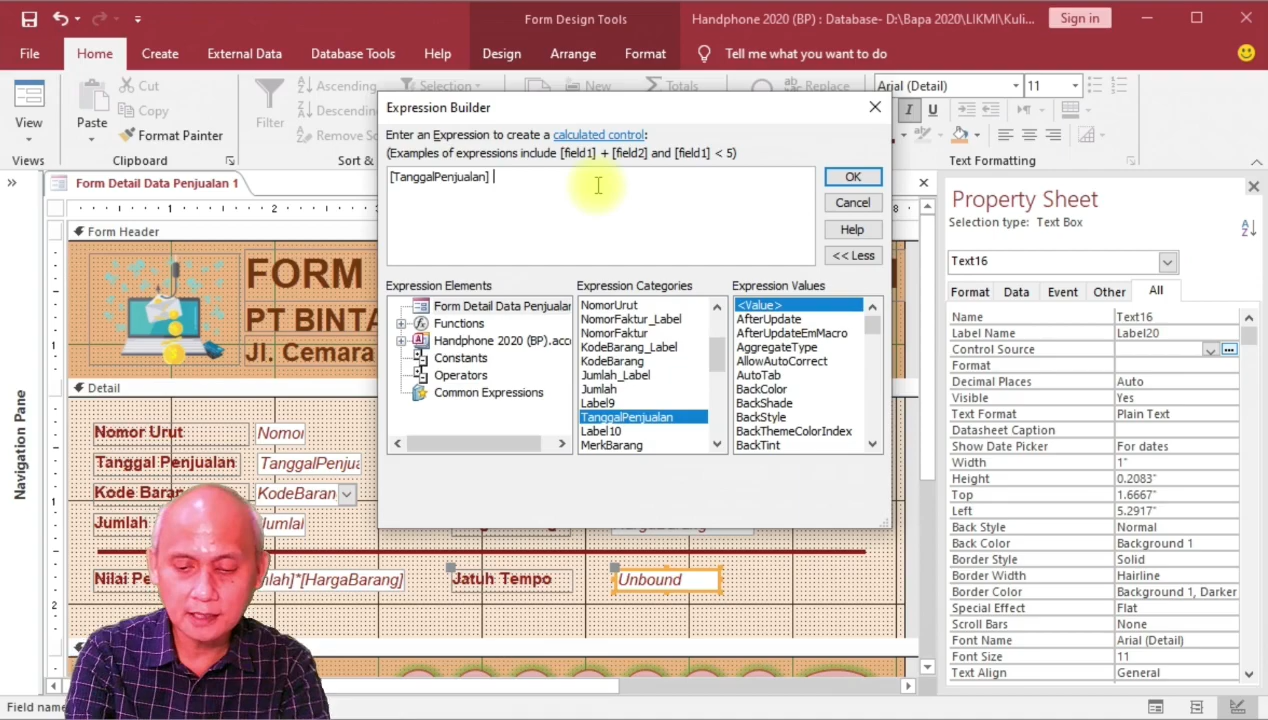 Form Design Tools
Handphone 2020 (BP) : Database- D:\Bapa 2020\LIKMI\Kuli...
Sign in
File
Home
Create
External Data
Database Tools
Help
Design
Arrange
Format
Tell me what you want to do
View
Views
Paste
Cut
Copy
Format Painter
Clipboard
Filter
Ascending
Descending
Remove So
Sort &
Selection
New
Totals
Replace
Arial (Detail)
11
I
U
Text Formatting
Form Detail Data Penjualan 1
Navigation Pane
1
2
8
Form Header
FORM
PT BINTA
Jl. Cemara
Detail
Nomor Urut
Nomor
Tanggal Penjualan
TanggalPenjua
Kode Baran
KodeBaran
Jumlah
Jumlah
Nilai Pe
mlah]*[HargaBarang]
Jatuh Tempo
Unbound
1
1
2
Field name
Expression Builder
Enter an Expression to create a calculated control:
(Examples of expressions include [field1] + [field2] and [field1] < 5)
[TanggalPenjualan]
OK
Cancel
Help
<< Less
Expression Elements
Form Detail Data Penjualan
Functions
Handphone 2020 (BP).acc
Constants
Operators
Common Expressions
Expression Categories
NomorUrut
NomorFaktur_Label
NomorFaktur
KodeBarang_Label
KodeBarang
Jumlah_Label
Jumlah
Label9
TanggalPenjualan
Label10
MerkBarang
Expression Values
<Value>
AfterUpdate
AfterUpdateEmMacro
AggregateType
AllowAutoCorrect
AutoTab
BackColor
BackShade
BackStyle
BackThemeColorIndex
BackTint
Property Sheet
Selection type: Text Box
Text16
Format
Data
Event
Other
All
Name Text16
Label Name Label20
Control Source
Format
Decimal Places Auto
Visible Yes
Text Format Plain Text
Datasheet Caption
Show Date Picker For dates
Width 1"
Height 0.2083"
Top 1.6667"
Left 5.2917"
Back Style Normal
Back Color Background 1
Border Style Solid
Border Width Hairline
Border Color Background 1, Darker
Special Effect Flat
Scroll Bars None
Font Name Arial (Detail)
Font Size 11
Text Align General